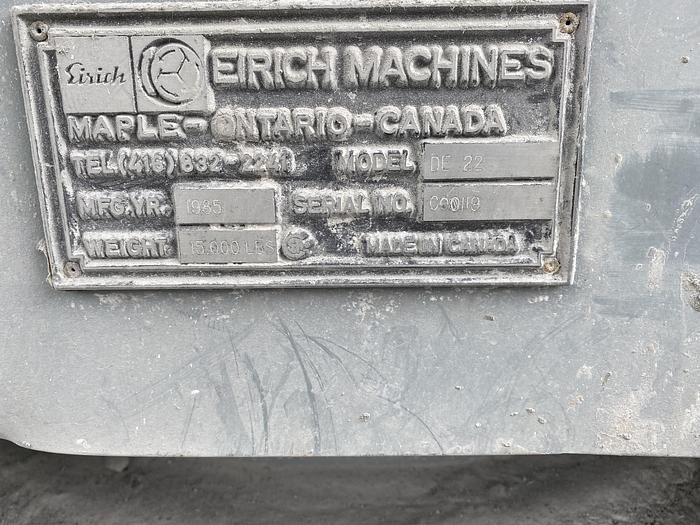 Eirich EIRICH MACHINES
MAPLE-ONTARIO-CANADA
TEL(416)832-2241 MODEL DE 22
MFG.YR. 1985 SERIAL NO. C00119
WEIGHT 15,000 LBS MADE IN CANADA